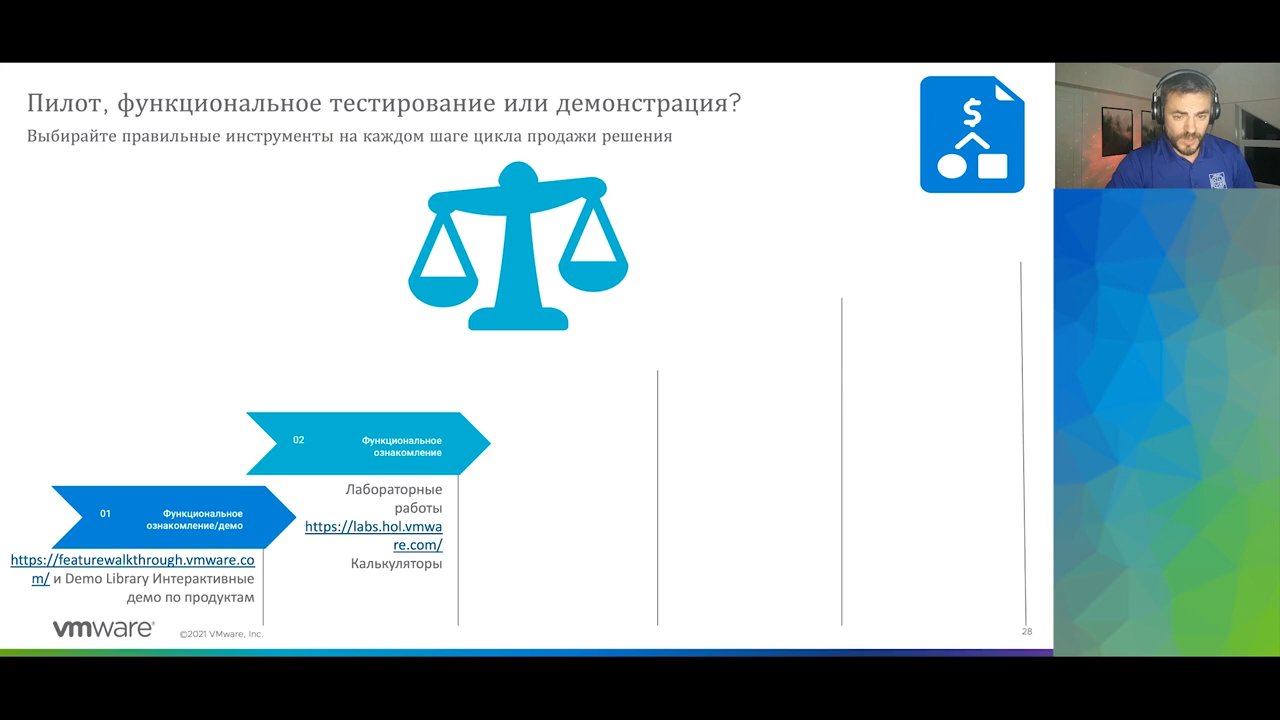 Пилот, функциональное тестирование или демонстрация?
Выбирайте правильные инструменты на каждом шаге цикла продажи решения
$
02
Функциональное
ознакомление
Лабораторные
работы
https://labs.hol.vmwa
re.com/
Калькуляторы
01
Функциональное
ознакомление/демо
https://featurewalkthrough.vmware.co
m/ и Demo Library Интерактивные
демо по продуктам
vmware®
©2021 VMware, Inc.
28